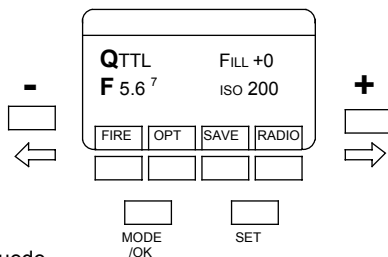 QTTL FILL +0
- F 5.6 7 ISO 200 +
FIRE OPT SAVE RADIO
MODE SET
/OK